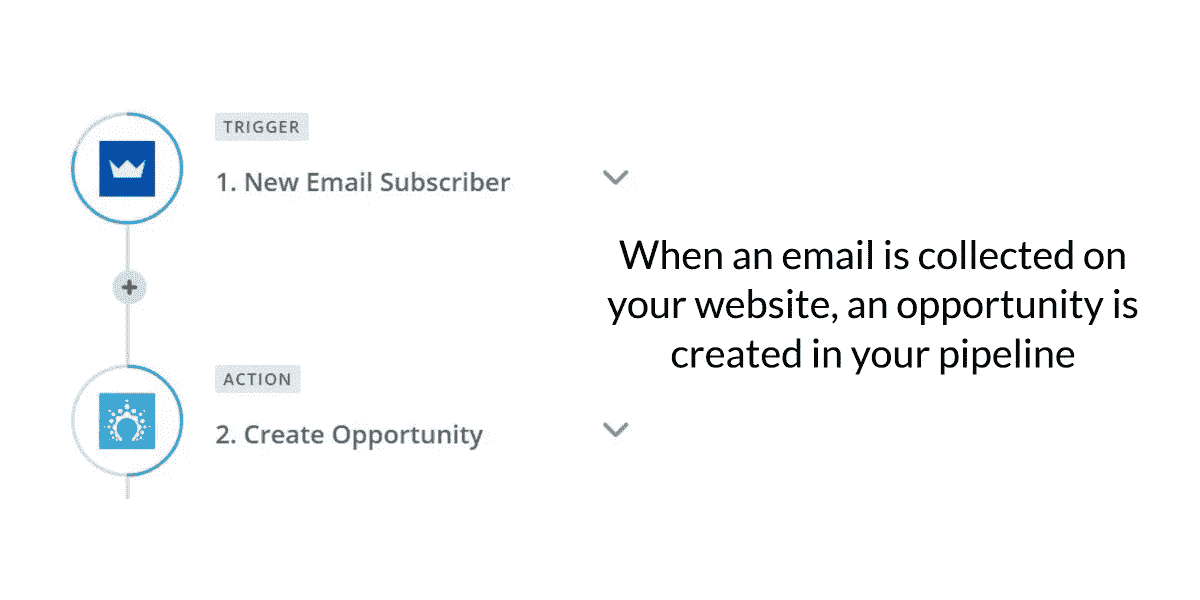 TRIGGER
1. New Email Subscriber
When an email is collected on
your website, an opportunity is
created in your pipeline
ACTION
2. Create Opportunity